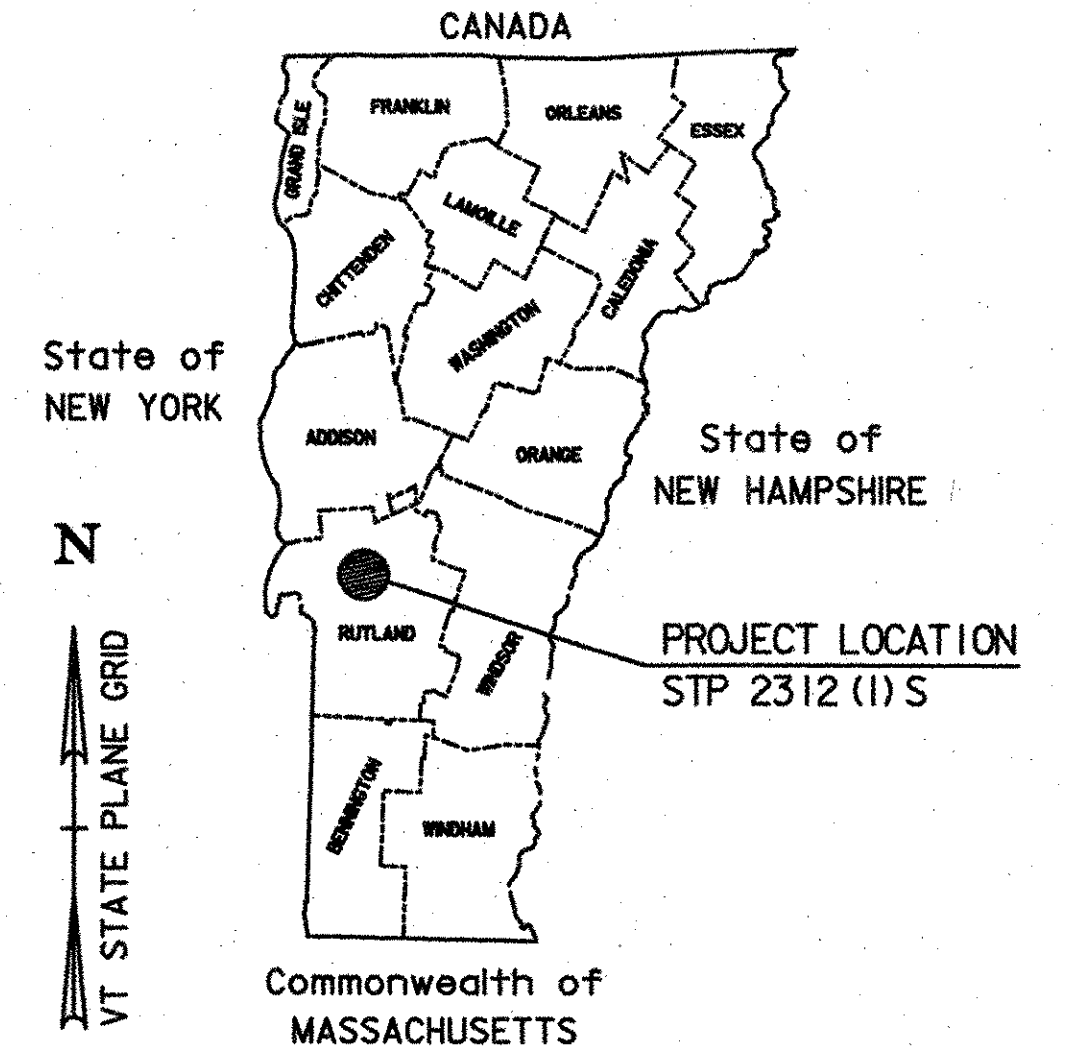 CANADA
GRAND ISLE
FRANKLIN
ORLEANS
ESSEX
LAMOILLE
CHITTENDEN
CALEDONIA
WASHINGTON
State of
NEW YORK
ADDISON
ORANGE
State of
NEW HAMPSHIRE
N
RUTLAND
WINDSOR
PROJECT LOCATION
STP 2312 (1) S
VT STATE PLANE GRID
BENNINGTON
WINDHAM
Commonwealth of
MASSACHUSETTS